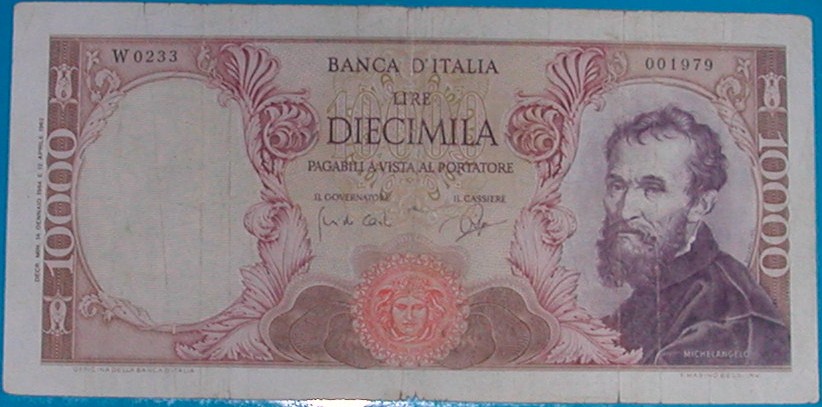 W 0233
001979
BANCA D'ITALIA
LIRE
DIECIMILA
PAGABILI A VISTA AL PORTATORE
IL GOVERNATORE
IL CASSIERE
10000
10000
MICHELANGELO
OFFICINA DELLA BANCA D'ITALIA